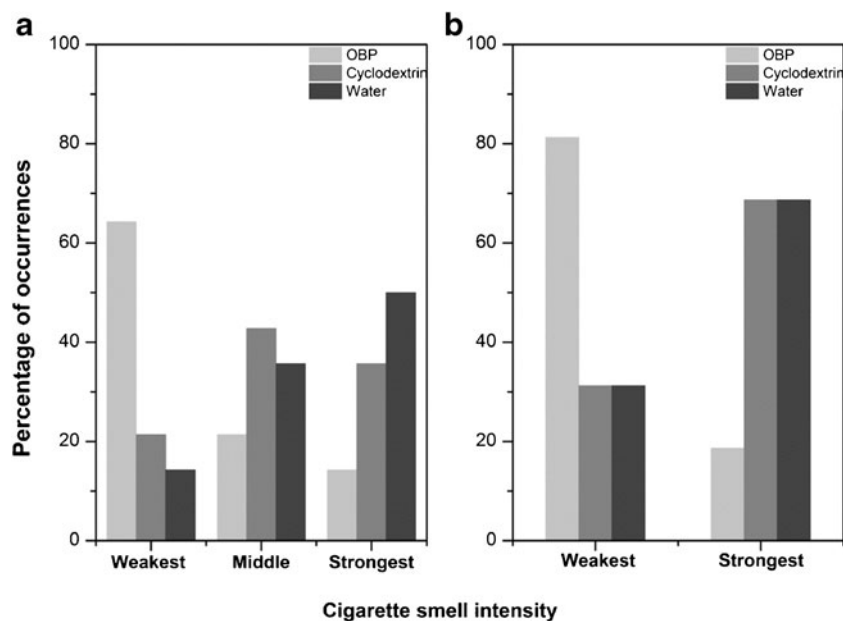 a
100
80
60
40
20
0
OBP
Cyclodextrin
Water
Weakest Middle Strongest
b
100
80
60
40
20
0
OBP
Cyclodextrin
Water
Weakest Strongest
Percentage of occurrences
Cigarette smell intensity